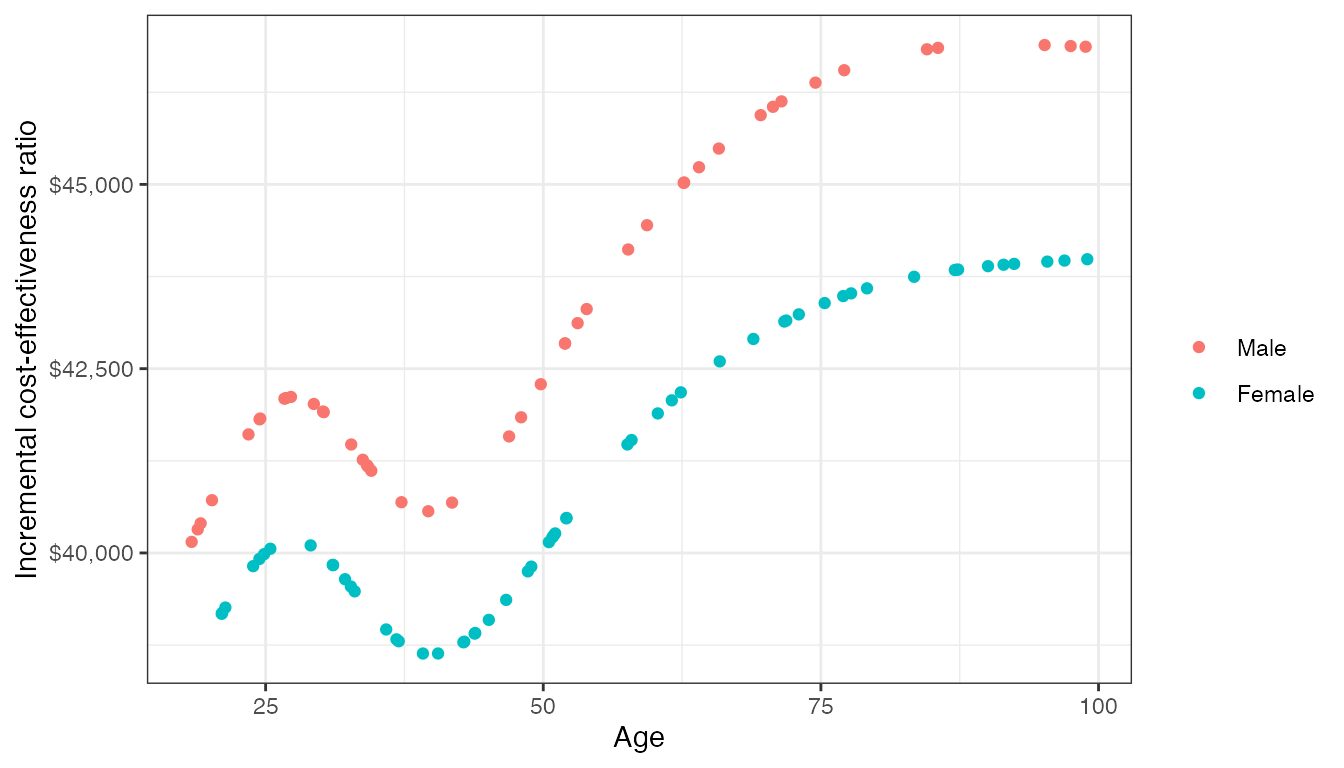 Incremental cost-effectiveness ratio
$45,000
$42,500
$40,000
25
50
75
100
Age
Male
Female